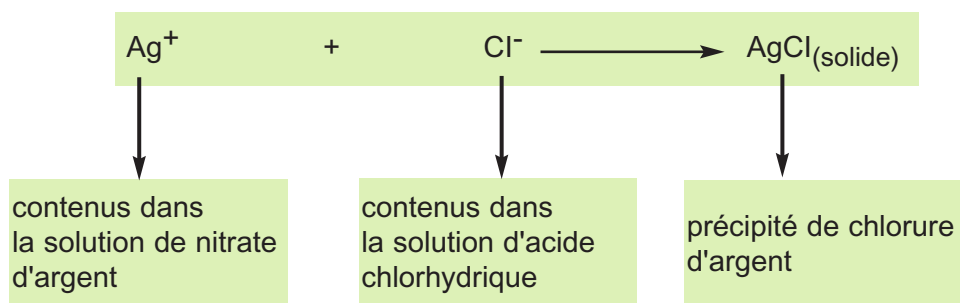 Ag⁺ + Cl⁻ ⟶ AgCl(solide)
contenus dans
la solution de nitrate
d'argent
contenus dans
la solution d'acide
chlorhydrique
précipité de chlorure
d'argent